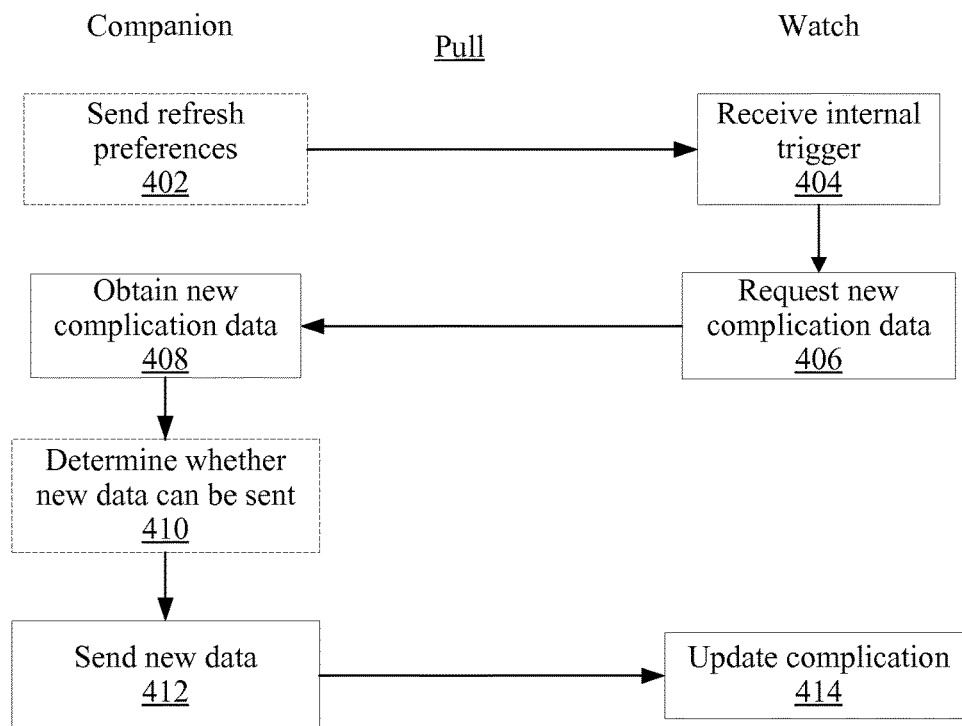 Companion
Pull
Watch
Send refresh
preferences
402
Receive internal
trigger
404
Obtain new
complication data
408
Request new
complication data
406
Determine whether
new data can be sent
410
Send new data
412
Update complication
414